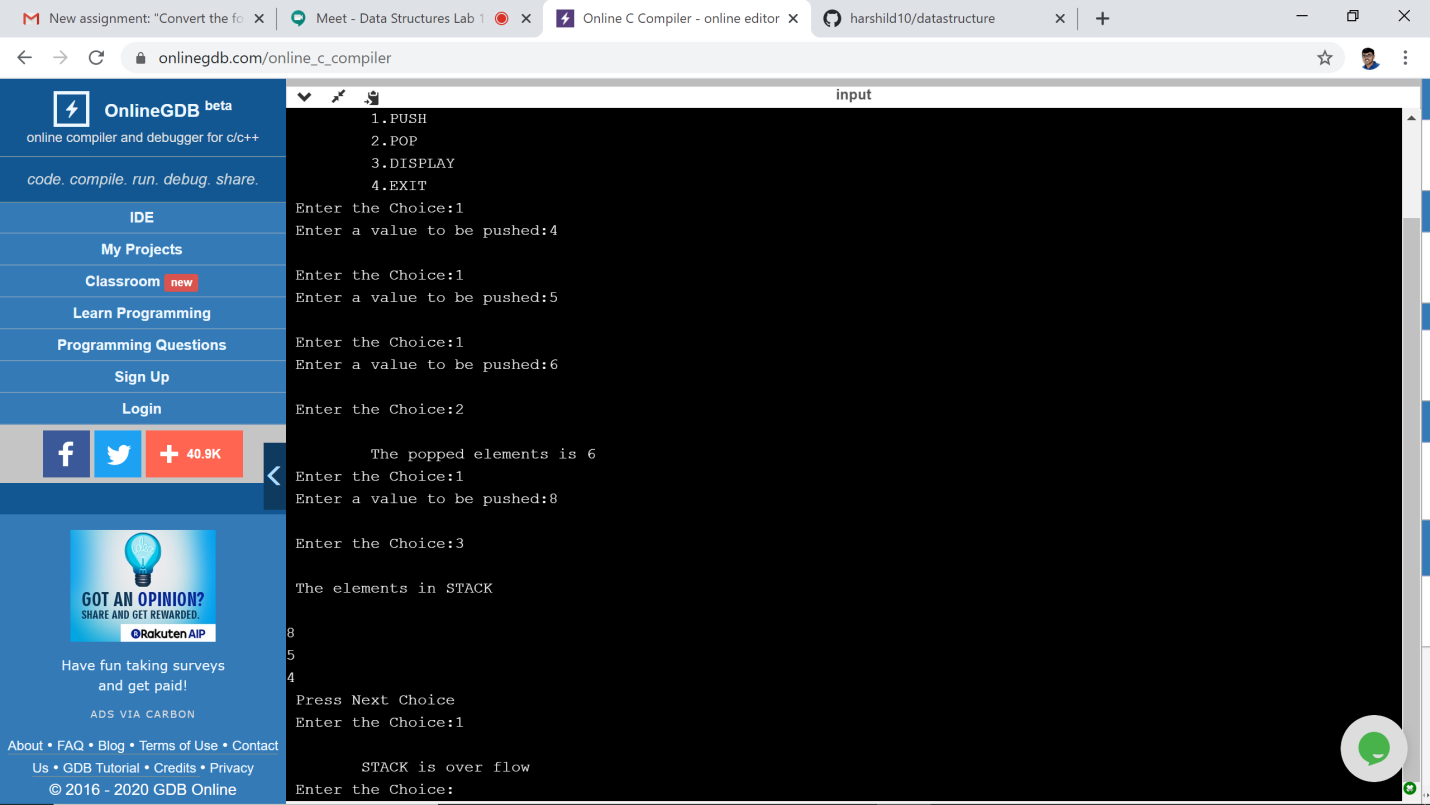 New assignment: "Convert the fo
Meet - Data Structures Lab 1
Online C Compiler - online editor
harshild10/datastructure
onlinegdb.com/online_c_compiler
OnlineGDB beta
online compiler and debugger for c/c++
code. compile. run. debug. share.
IDE
My Projects
Classroom new
Learn Programming
Programming Questions
Sign Up
Login
f
40.9K
GOT AN OPINION?
SHARE AND GET REWARDED.
Rakuten AIP
Have fun taking surveys
and get paid!
ADS VIA CARBON
About • FAQ • Blog • Terms of Use • Contact
Us • GDB Tutorial • Credits • Privacy
© 2016 - 2020 GDB Online
input
1.PUSH
2.POP
3.DISPLAY
4.EXIT
Enter the Choice:1
Enter a value to be pushed:4
Enter the Choice:1
Enter a value to be pushed:5
Enter the Choice:1
Enter a value to be pushed:6
Enter the Choice:2
The popped elements is 6
Enter the Choice:1
Enter a value to be pushed:8
Enter the Choice:3
The elements in STACK
8
5
4
Press Next Choice
Enter the Choice:1
STACK is over flow
Enter the Choice: